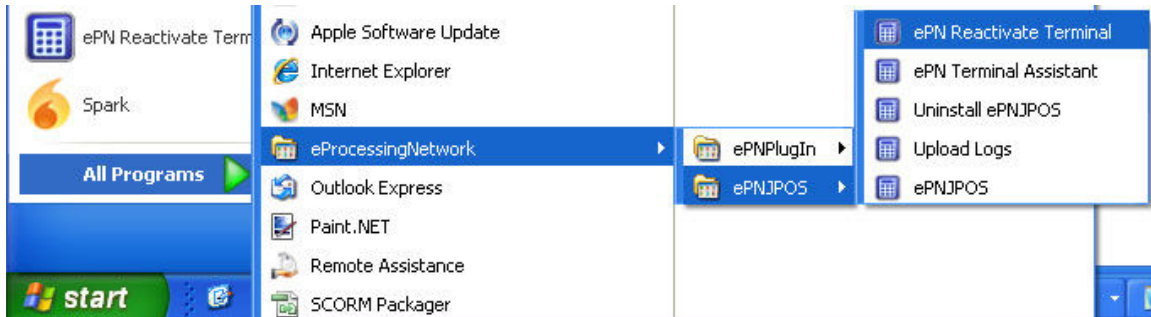 ePN Reactivate Term
Spark
All Programs
start
Apple Software Update
Internet Explorer
MSN
eProcessingNetwork
Outlook Express
Paint.NET
Remote Assistance
SCORM Packager
ePNPlugIn
ePNJPOS
ePN Reactivate Terminal
ePN Terminal Assistant
Uninstall ePNJPOS
Upload Logs
ePNJPOS